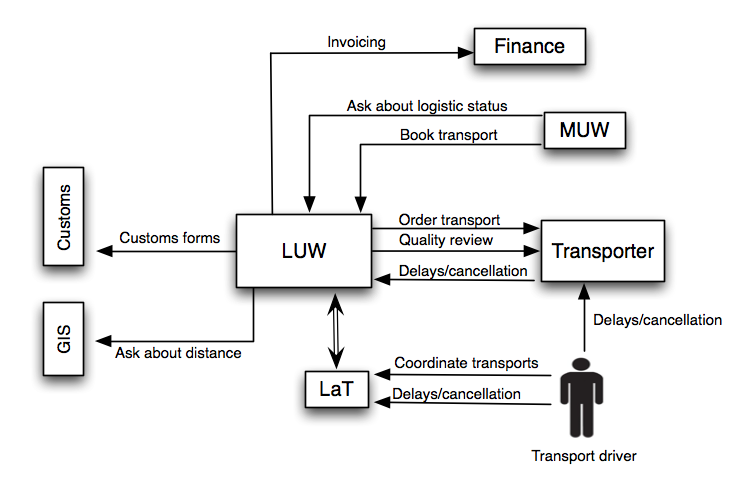 Invoicing
Finance
Ask about logistic status
MUW
Book transport
Customs
Order transport
Customs forms
Quality review
LUW
Transporter
Delays/cancellation
GIS
Delays/cancellation
Ask about distance
Coordinate transports
LaT
Delays/cancellation
Transport driver